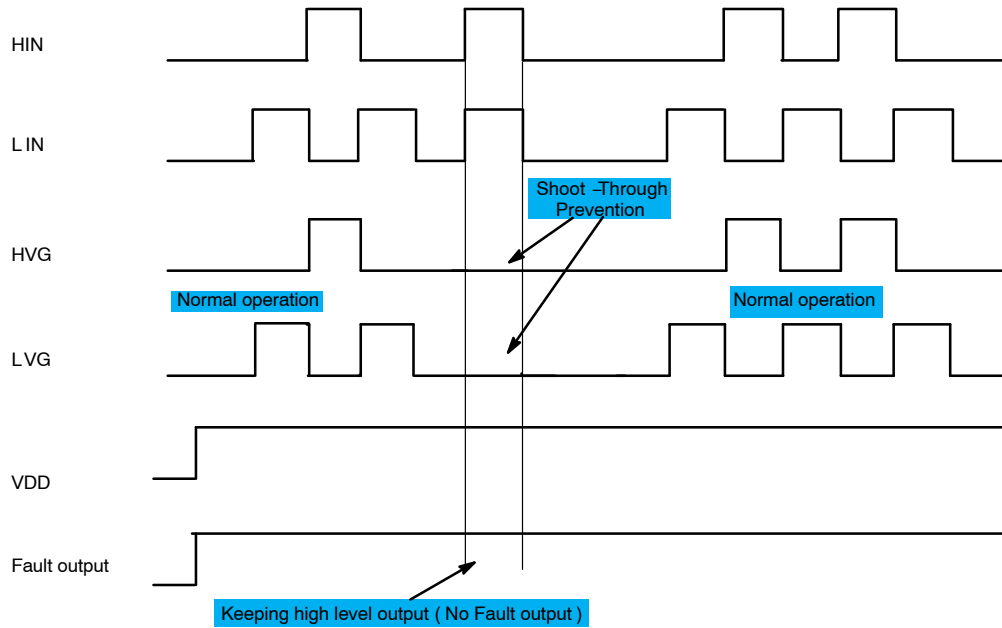 HIN
L IN
Shoot –Through
Prevention
HVG
Normal operation
Normal operation
LVG
VDD
Fault output
Keeping high level output ( No Fault output )